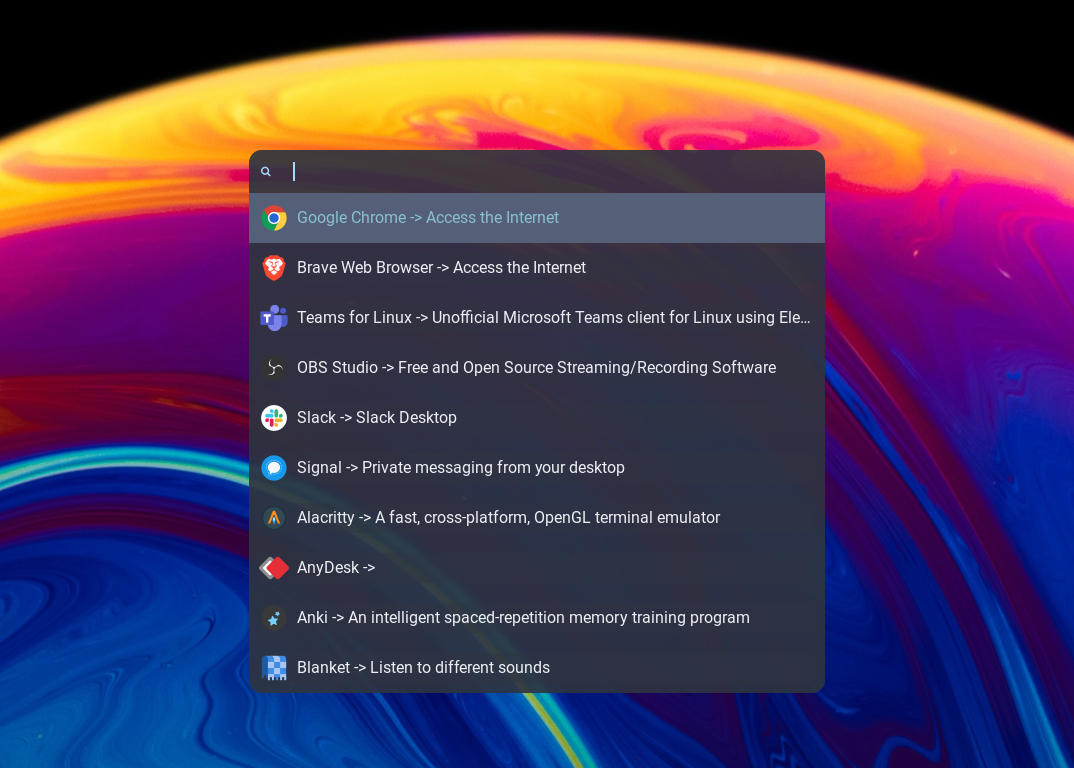 Google Chrome -> Access the Internet
Brave Web Browser -> Access the Internet
Teams for Linux -> Unofficial Microsoft Teams client for Linux using Ele...
OBS Studio -> Free and Open Source Streaming/Recording Software
Slack -> Slack Desktop
Signal -> Private messaging from your desktop
Alacritty -> A fast, cross-platform, OpenGL terminal emulator
AnyDesk ->
Anki -> An intelligent spaced-repetition memory training program
Blanket -> Listen to different sounds